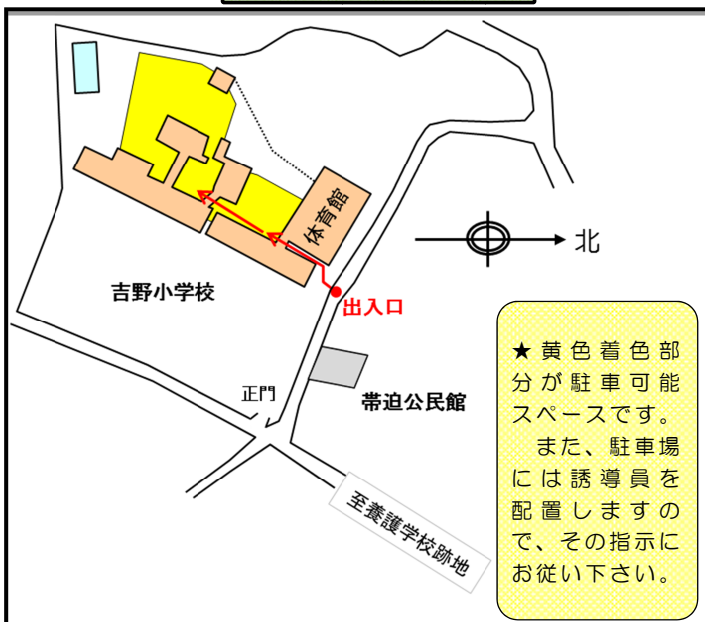 体育館
北
吉野小学校
出入口
正門
帯迫公民館
至養護学校跡地
★黄色着色部
分が駐車可能
スペースです。
　また、駐車場
には誘導員を
配置しますの
で、その指示に
お従い下さい。